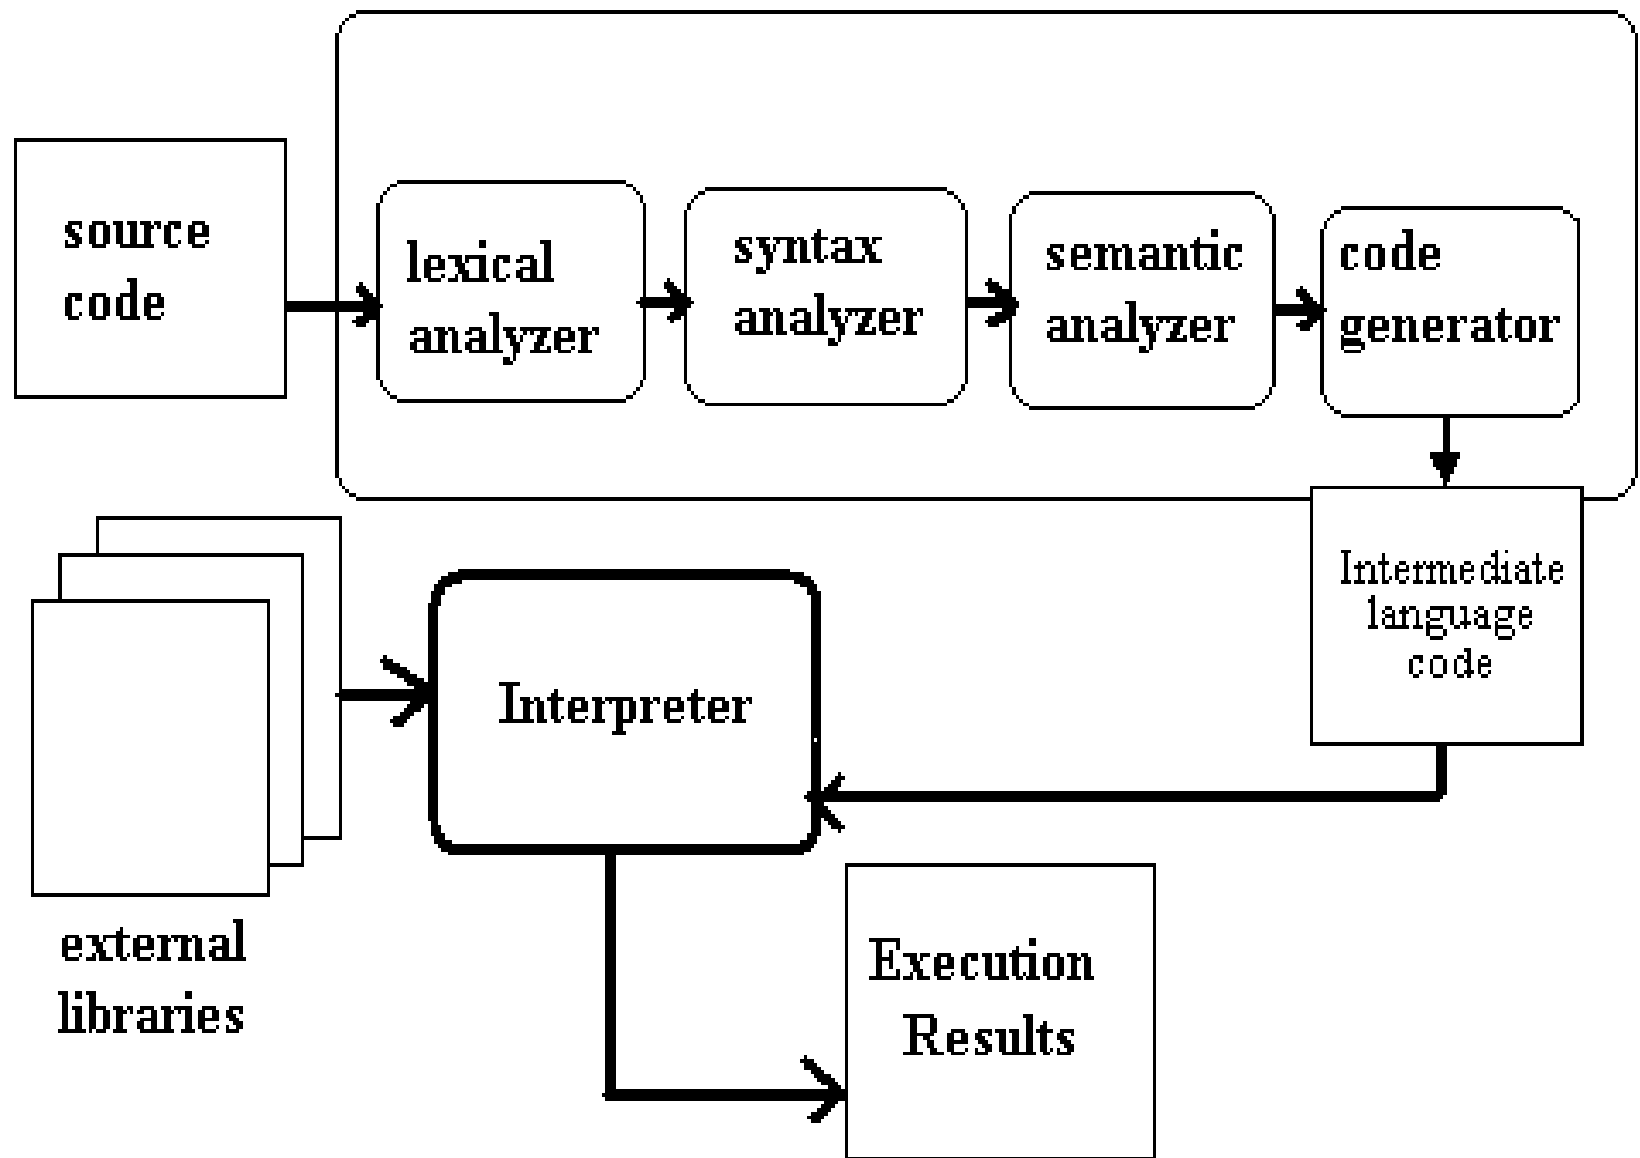 source
code
lexical
analyzer
syntax
analyzer
semantic
analyzer
code
generator
Intermediate
language
code
Interpreter
external
libraries
Execution
Results